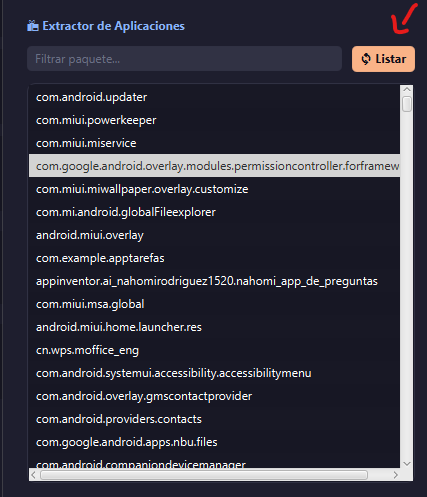 Extractor de Aplicaciones
Filtrar paquete...
Listar
com.android.updater
com.miui.powerkeeper
com.miui.miservice
com.google.android.overlay.modules.permissioncontroller.forframew
com.miui.miwallpaper.overlay.customize
com.mi.android.globalFileexplorer
android.miui.overlay
com.example.apptarefas
appinventor.ai_nahomirodriguez1520.nahomi_app_de_preguntas
com.miui.msa.global
android.miui.home.launcher.res
cn.wps.moffice_eng
com.android.systemui.accessibility.accessibilitymenu
com.android.overlay.gmscontactprovider
com.android.providers.contacts
com.google.android.apps.nbu.files
com.android.companiondevicemanager